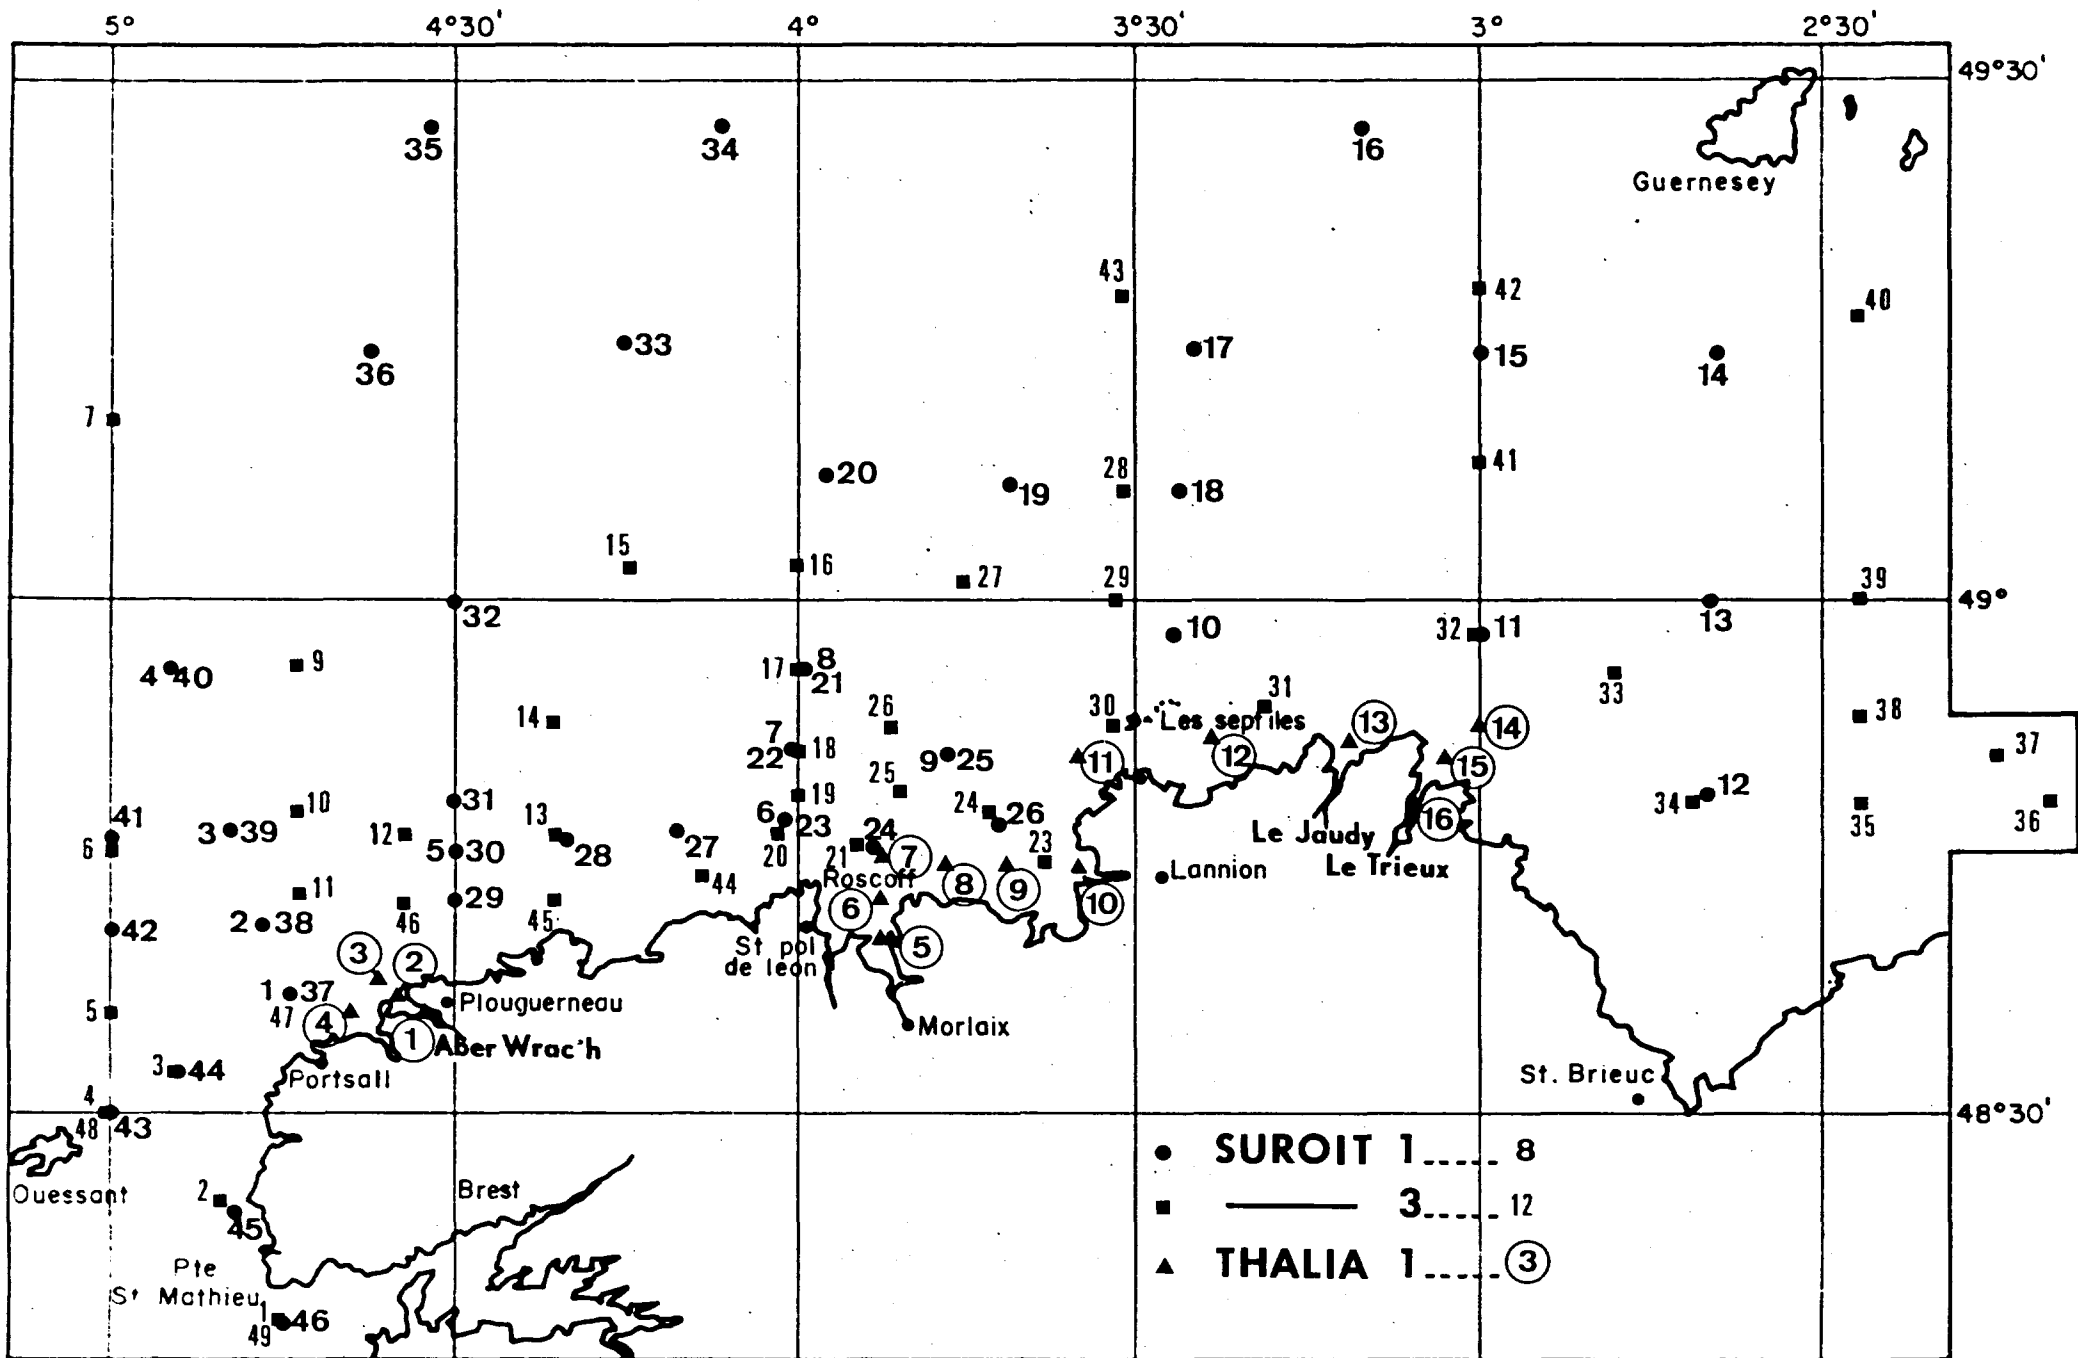 5° 4°30' 4° 3°30' 3° 2°30'
49°30'
35 34 16
Guernesey
43 42 40
36 33 17 15 14
7
20 19 28 18 41
15 16 27 29 39
32 49°
13
10 32 11
4 40 9 17 8
21 33
14 26 30 Les sept îles 31 13 14 38
7
22 18 9 25 11 12 15 37
25
41 10 31 13 19 24 26 34 12 35 36
6 3 39 12 5 30 28 27 6 23 20 24 21 7 23 16
Le Jaudy
Le Trieux
11 29 45 44 Roscoff 8 9 10 Lannion
42 2 38 46 6
3 2 St pol
de leon 5
1 37 Plouguerneau
5 47 4 1 Aber Wrac'h Morlaix
3 44 Portsall St. Brieuc
4
48 43 48°30'
Ouessant
2
45 Brest
Pte
St Mathieu
1
49 46
SUROIT 1 ----- 8
3 ----- 12
THALIA 1 ----- 3